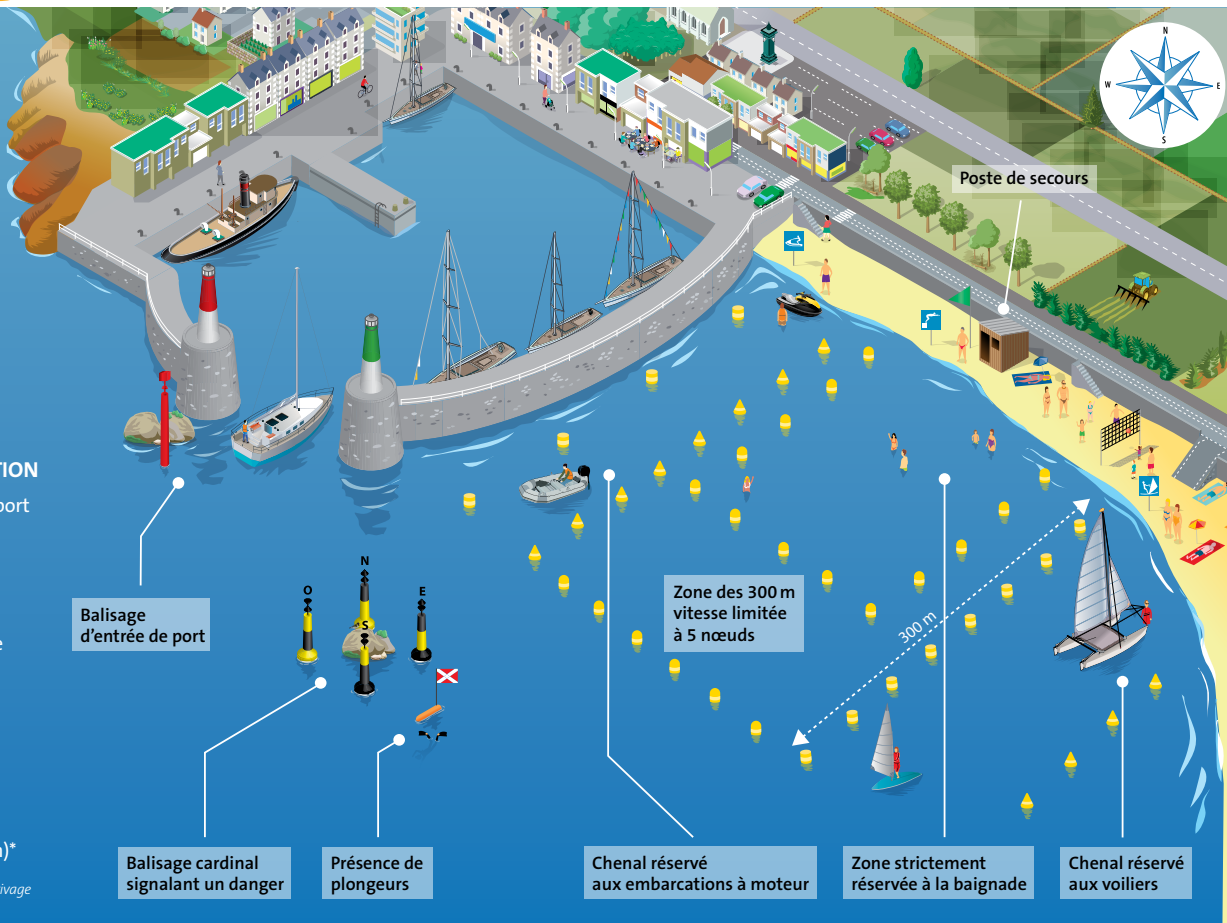 N
W
E
S
Poste de secours
TION
port
Balisage
d'entrée de port
O
N
E
S
e
Zone des 300 m
vitesse limitée
à 5 nœuds
300 m
)*
ivage
Balisage cardinal
signalant un danger
Présence de
plongeurs
Chenal réservé
aux embarcations à moteur
Zone strictement
réservée à la baignade
Chenal réservé
aux voiliers